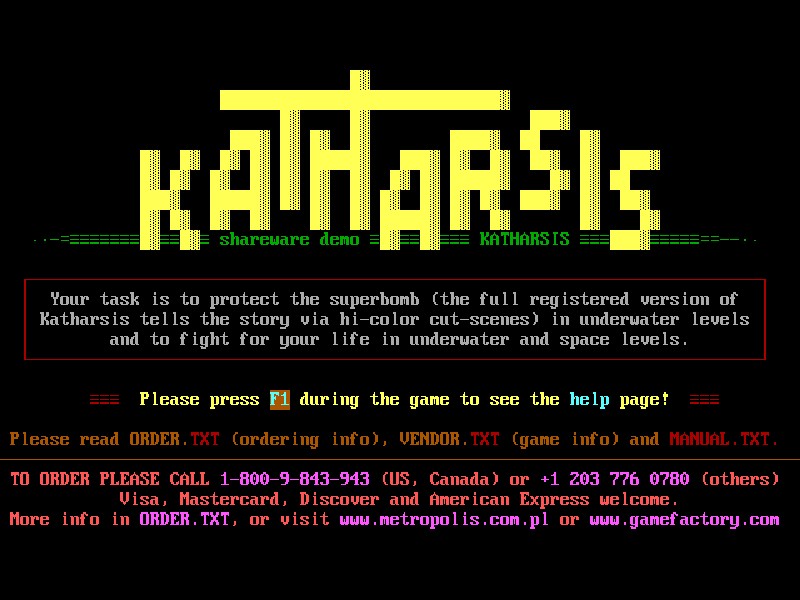 KATHARSIS
shareware demo KATHARSIS
Your task is to protect the superbomb (the full registered version of
Katharsis tells the story via hi-color cut-scenes) in underwater levels
and to fight for your life in underwater and space levels.
=== Please press F1 during the game to see the help page! ===
Please read ORDER.TXT (ordering info), VENDOR.TXT (game info) and MANUAL.TXT.
TO ORDER PLEASE CALL 1-800-9-843-943 (US, Canada) or +1 203 776 0780 (others)
Visa, Mastercard, Discover and American Express welcome.
More info in ORDER.TXT, or visit www.metropolis.com.pl or www.gamefactory.com